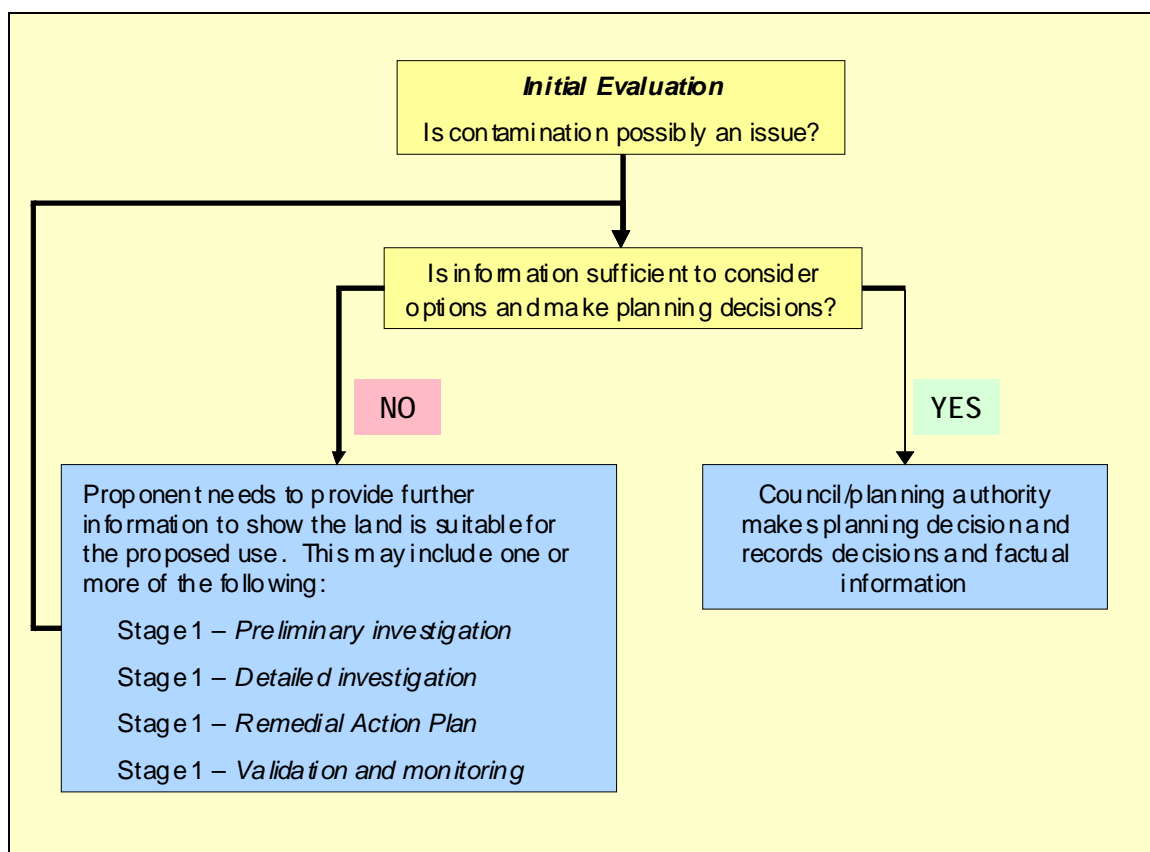 Initial Evaluation
Is contamination possibly an issue?
Is information sufficient to consider
options and make planning decisions?
NO
YES
Proponent needs to provide further
information to show the land is suitable for
the proposed use. This may include one or
more of the following:
Stage 1 – Preliminary investigation
Stage 1 – Detailed investigation
Stage 1 – Remedial Action Plan
Stage 1 – Validation and monitoring
Council/planning authority
makes planning decision and
records decisions and factual
information